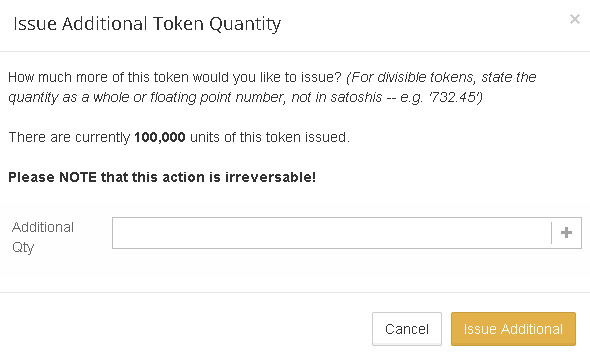 Issue Additional Token Quantity
×
How much more of this token would you like to issue? (For divisible tokens, state the
quantity as a whole or floating point number, not in satoshis -- e.g. '732.45')
There are currently 100,000 units of this token issued.
Please NOTE that this action is irreversable!
Additional
Qty
+
Cancel
Issue Additional